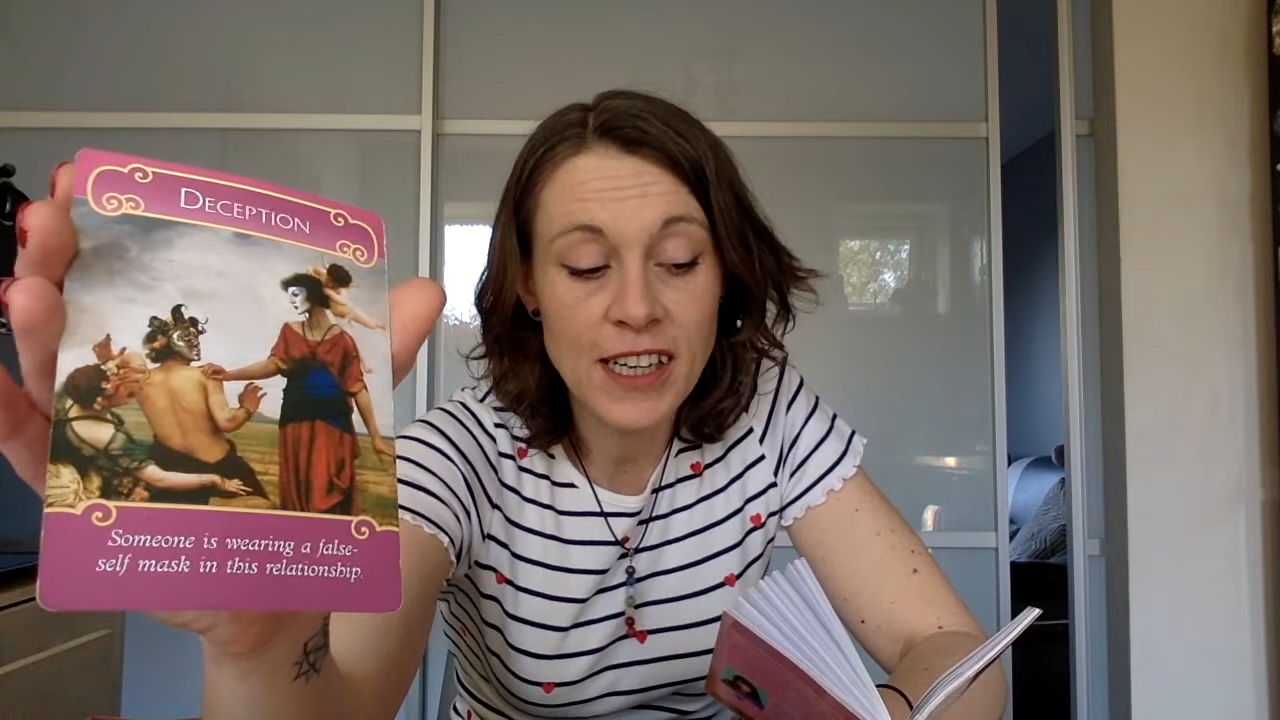 DECEPTION
Someone is wearing a false-
self mask in this relationship.